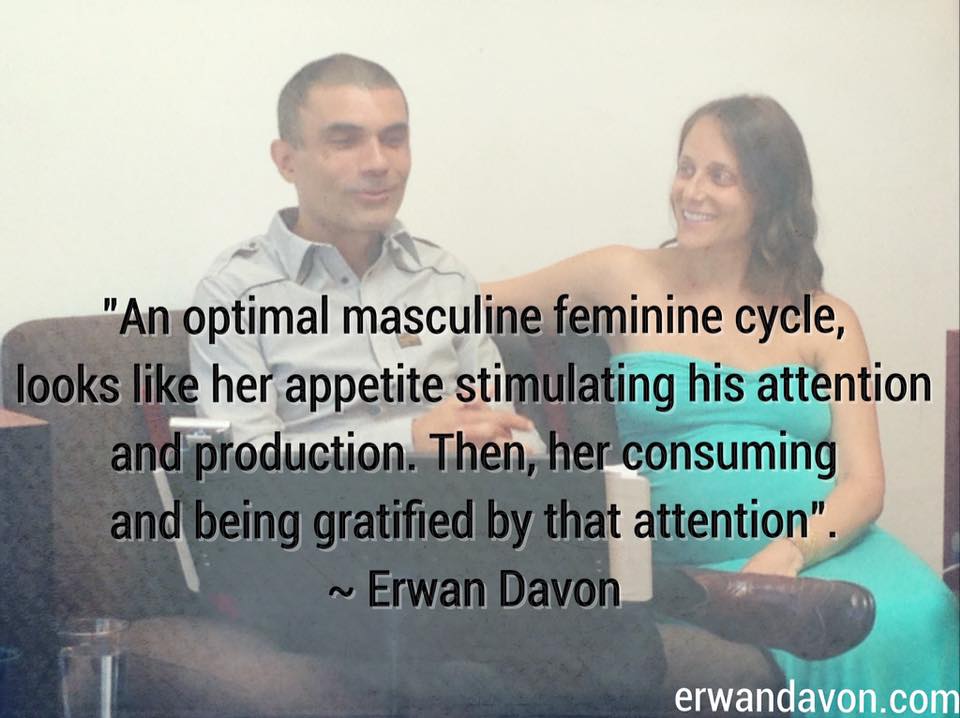 "An optimal masculine feminine cycle,
looks like her appetite stimulating his attention
and production. Then, her consuming
and being gratified by that attention".
~ Erwan Davon
erwandavon.com